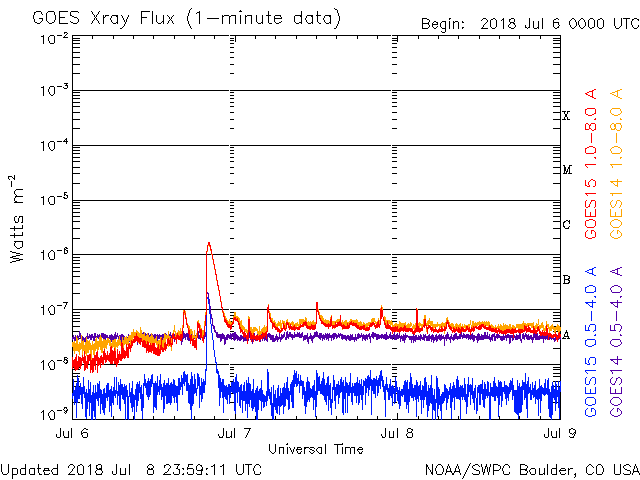 GOES Xray Flux (1-minute data)
Begin: 2018 Jul 6 0000 UTC
10-2
10-3
10-4
10-5
10-6
10-7
10-8
10-9
Watts m-2
X
M
C
B
A
GOES15 1.0-8.0 A
GOES14 1.0-8.0 A
GOES15 0.5-4.0 A
GOES14 0.5-4.0 A
Jul 6
Jul 7
Jul 8
Jul 9
Universal Time
Updated 2018 Jul 8 23:59:11 UTC
NOAA/SWPC Boulder, CO USA